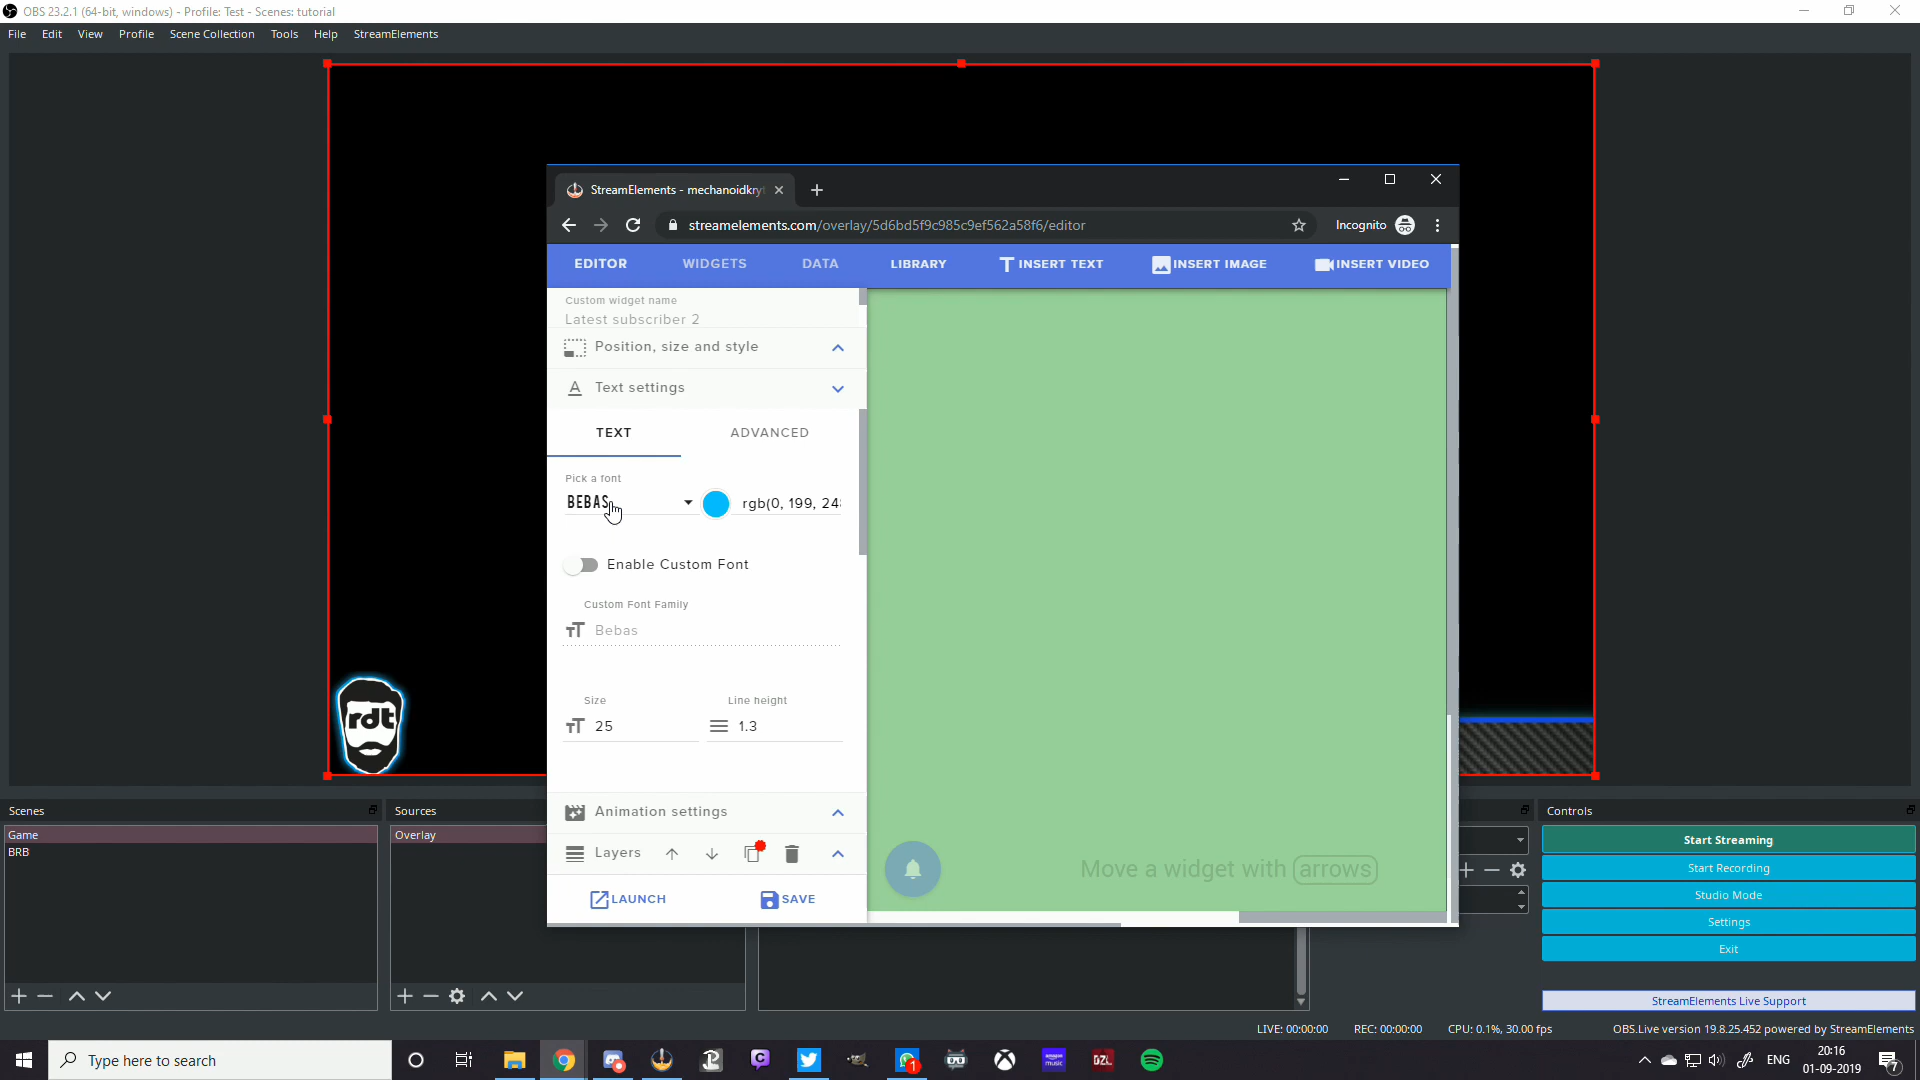 OBS 23.2.1 (64-bit, windows) - Profile: Test - Scenes: tutorial
File Edit View Profile Scene Collection Tools Help StreamElements
StreamElements - mechanoidkry
streamelements.com/overlay/5d6bd5f9c985c9ef562a58f6/editor
Incognito
EDITOR WIDGETS DATA LIBRARY INSERT TEXT INSERT IMAGE INSERT VIDEO
Custom widget name
Latest subscriber 2
Position, size and style
Text settings
TEXT ADVANCED
Pick a font
BEBAS rgb(0, 199, 24
Enable Custom Font
Custom Font Family
Bebas
Size Line height
25 1.3
Animation settings
Layers
LAUNCH SAVE
Move a widget with arrows
rdt
Scenes
Game
BRB
Sources
Overlay
Controls
Start Streaming
Start Recording
Studio Mode
Settings
Exit
StreamElements Live Support
LIVE: 00:00:00 REC: 00:00:00 CPU: 0.1%, 30.00 fps OBS.Live version 19.8.25.452 powered by StreamElements
Type here to search
1
amazon music
DZL
ENG
20:16
01-09-2019
7